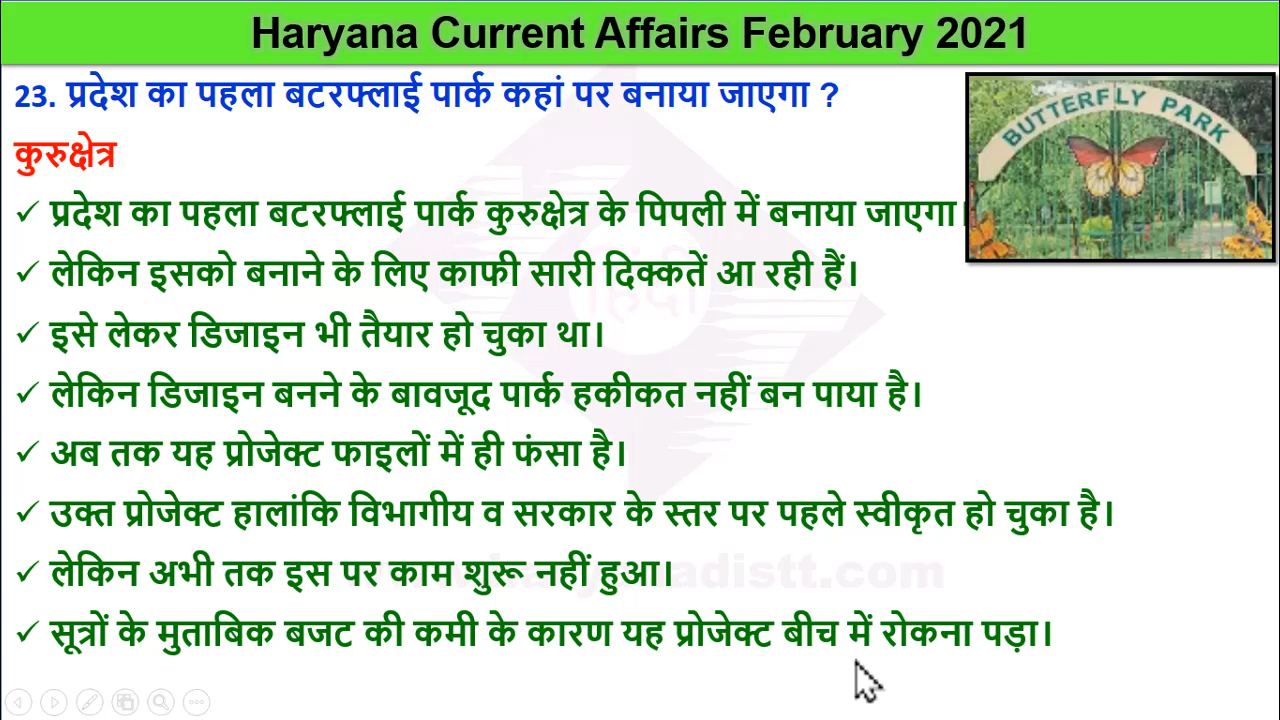 Haryana Current Affairs February 2021
23. प्रदेश का पहला बटरफ्लाई पार्क कहां पर बनाया जाएगा ?
BUTTERFLY PARK
कुरुक्षेत्र
✓ प्रदेश का पहला बटरफ्लाई पार्क कुरुक्षेत्र के पिपली में बनाया जाएगा।
✓ लेकिन इसको बनाने के लिए काफी सारी दिक्कतें आ रही हैं।
हिंदी
✓ इसे लेकर डिजाइन भी तैयार हो चुका था।
✓ लेकिन डिजाइन बनने के बावजूद पार्क हकीकत नहीं बन पाया है।
✓ अब तक यह प्रोजेक्ट फाइलों में ही फंसा है।
✓ उक्त प्रोजेक्ट हालांकि विभागीय व सरकार के स्तर पर पहले स्वीकृत हो चुका है।
✓ लेकिन अभी तक इस पर काम शुरू नहीं हुआ।
✓ सूत्रों के मुताबिक बजट की कमी के कारण यह प्रोजेक्ट बीच में रोकना पड़ा।